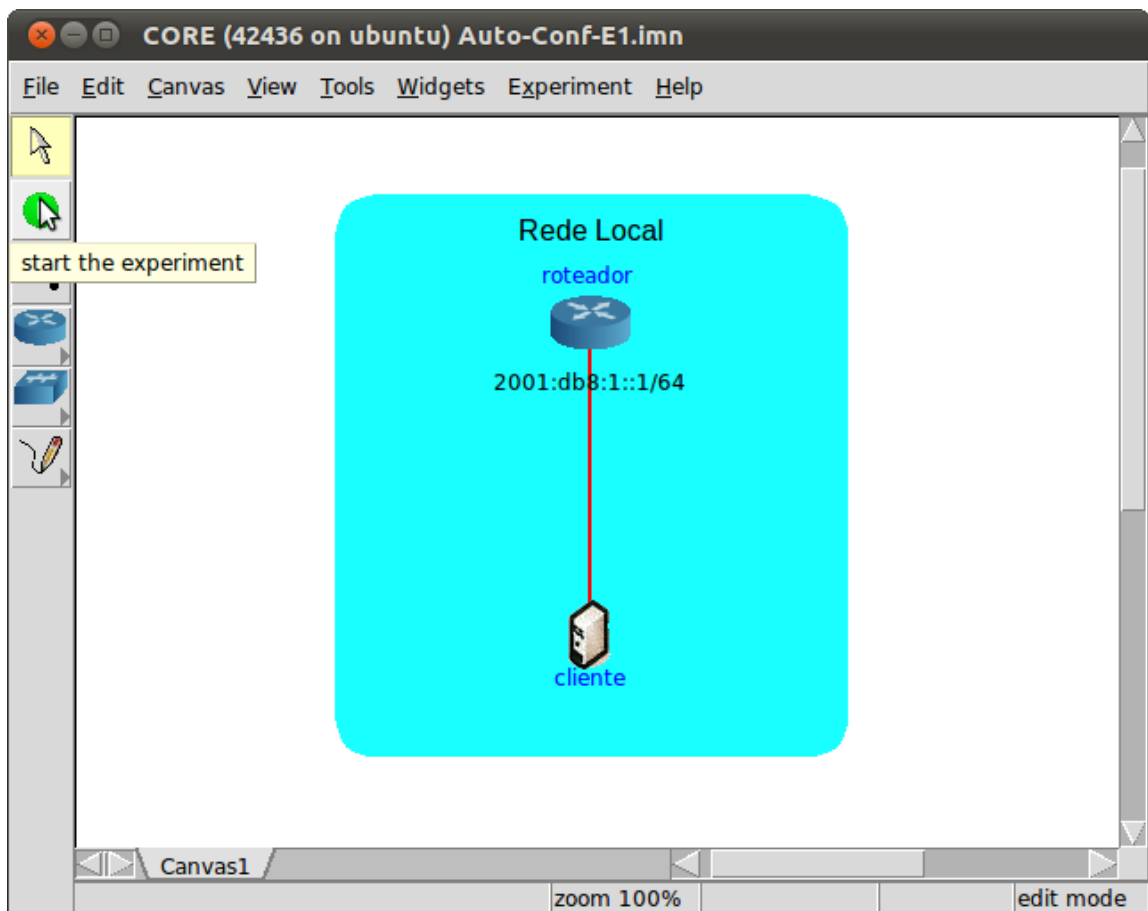 CORE (42436 on ubuntu) Auto-Conf-E1.imn
File Edit Canvas View Tools Widgets Experiment Help
start the experiment
Rede Local
roteador
2001:db8:1::1/64
cliente
Canvas1
zoom 100% edit mode